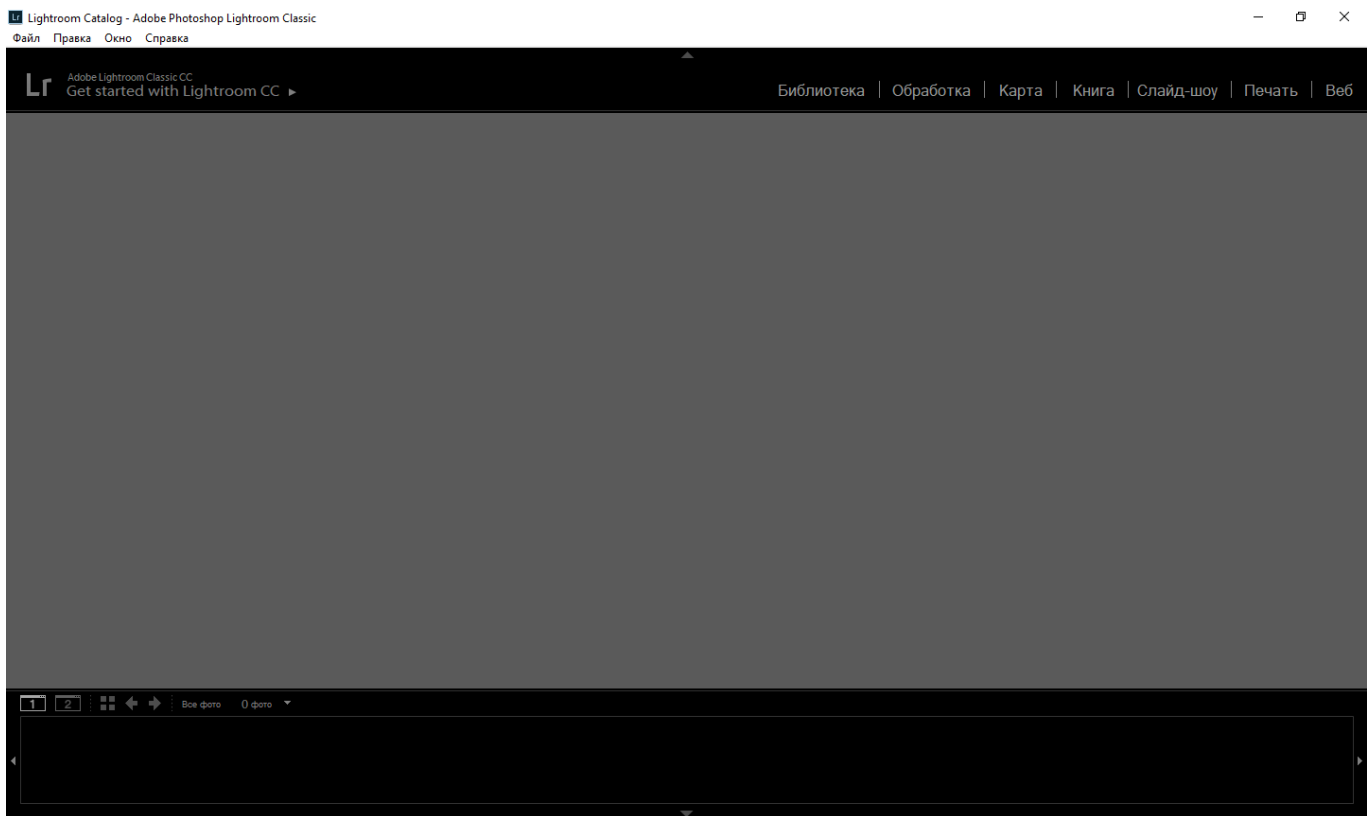 Lr Lightroom Catalog - Adobe Photoshop Lightroom Classic
Файл Правка Окно Справка
Lr Adobe Lightroom Classic CC
Get started with Lightroom CC
Библиотека | Обработка | Карта | Книга | Слайд-шоу | Печать | Веб
1 2 Все фото 0 фото